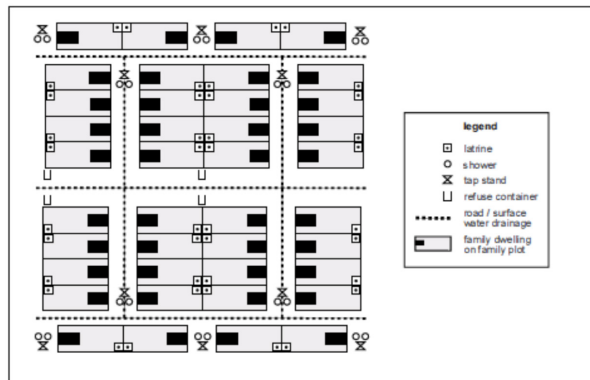 legend
latrine
shower
tap stand
refuse container
road / surface
water drainage
family dwelling
on family plot